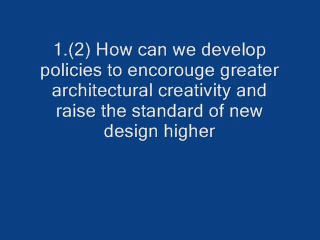 1.(2) How can we develop
policies to encorouge greater
architectural creativity and
raise the standard of new
design higher